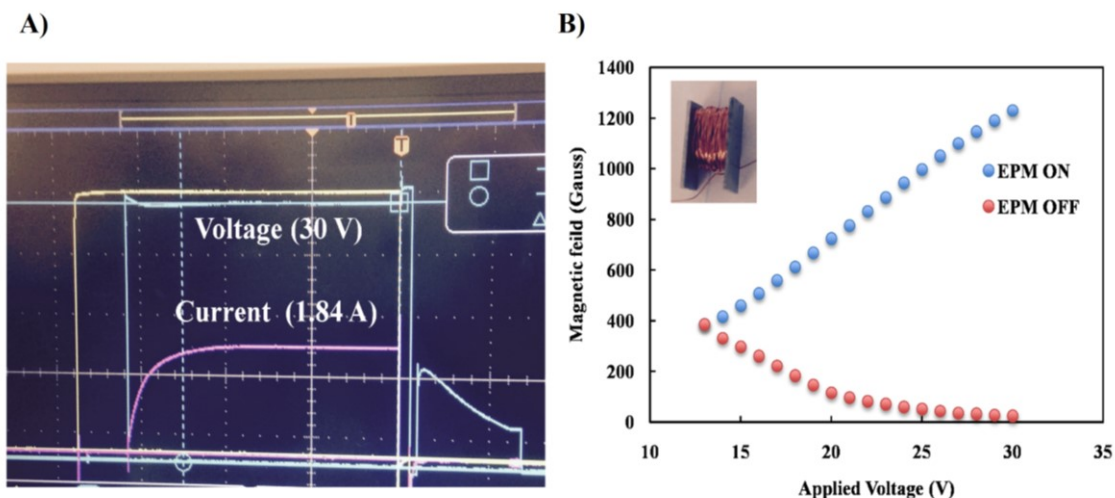 A)
T
T
Voltage (30 V)
Current (1.84 A)
B)
Magnetic feild (Gauss)
1400
1200
1000
800
600
400
200
0
10
15
20
25
30
35
Applied Voltage (V)
EPM ON
EPM OFF